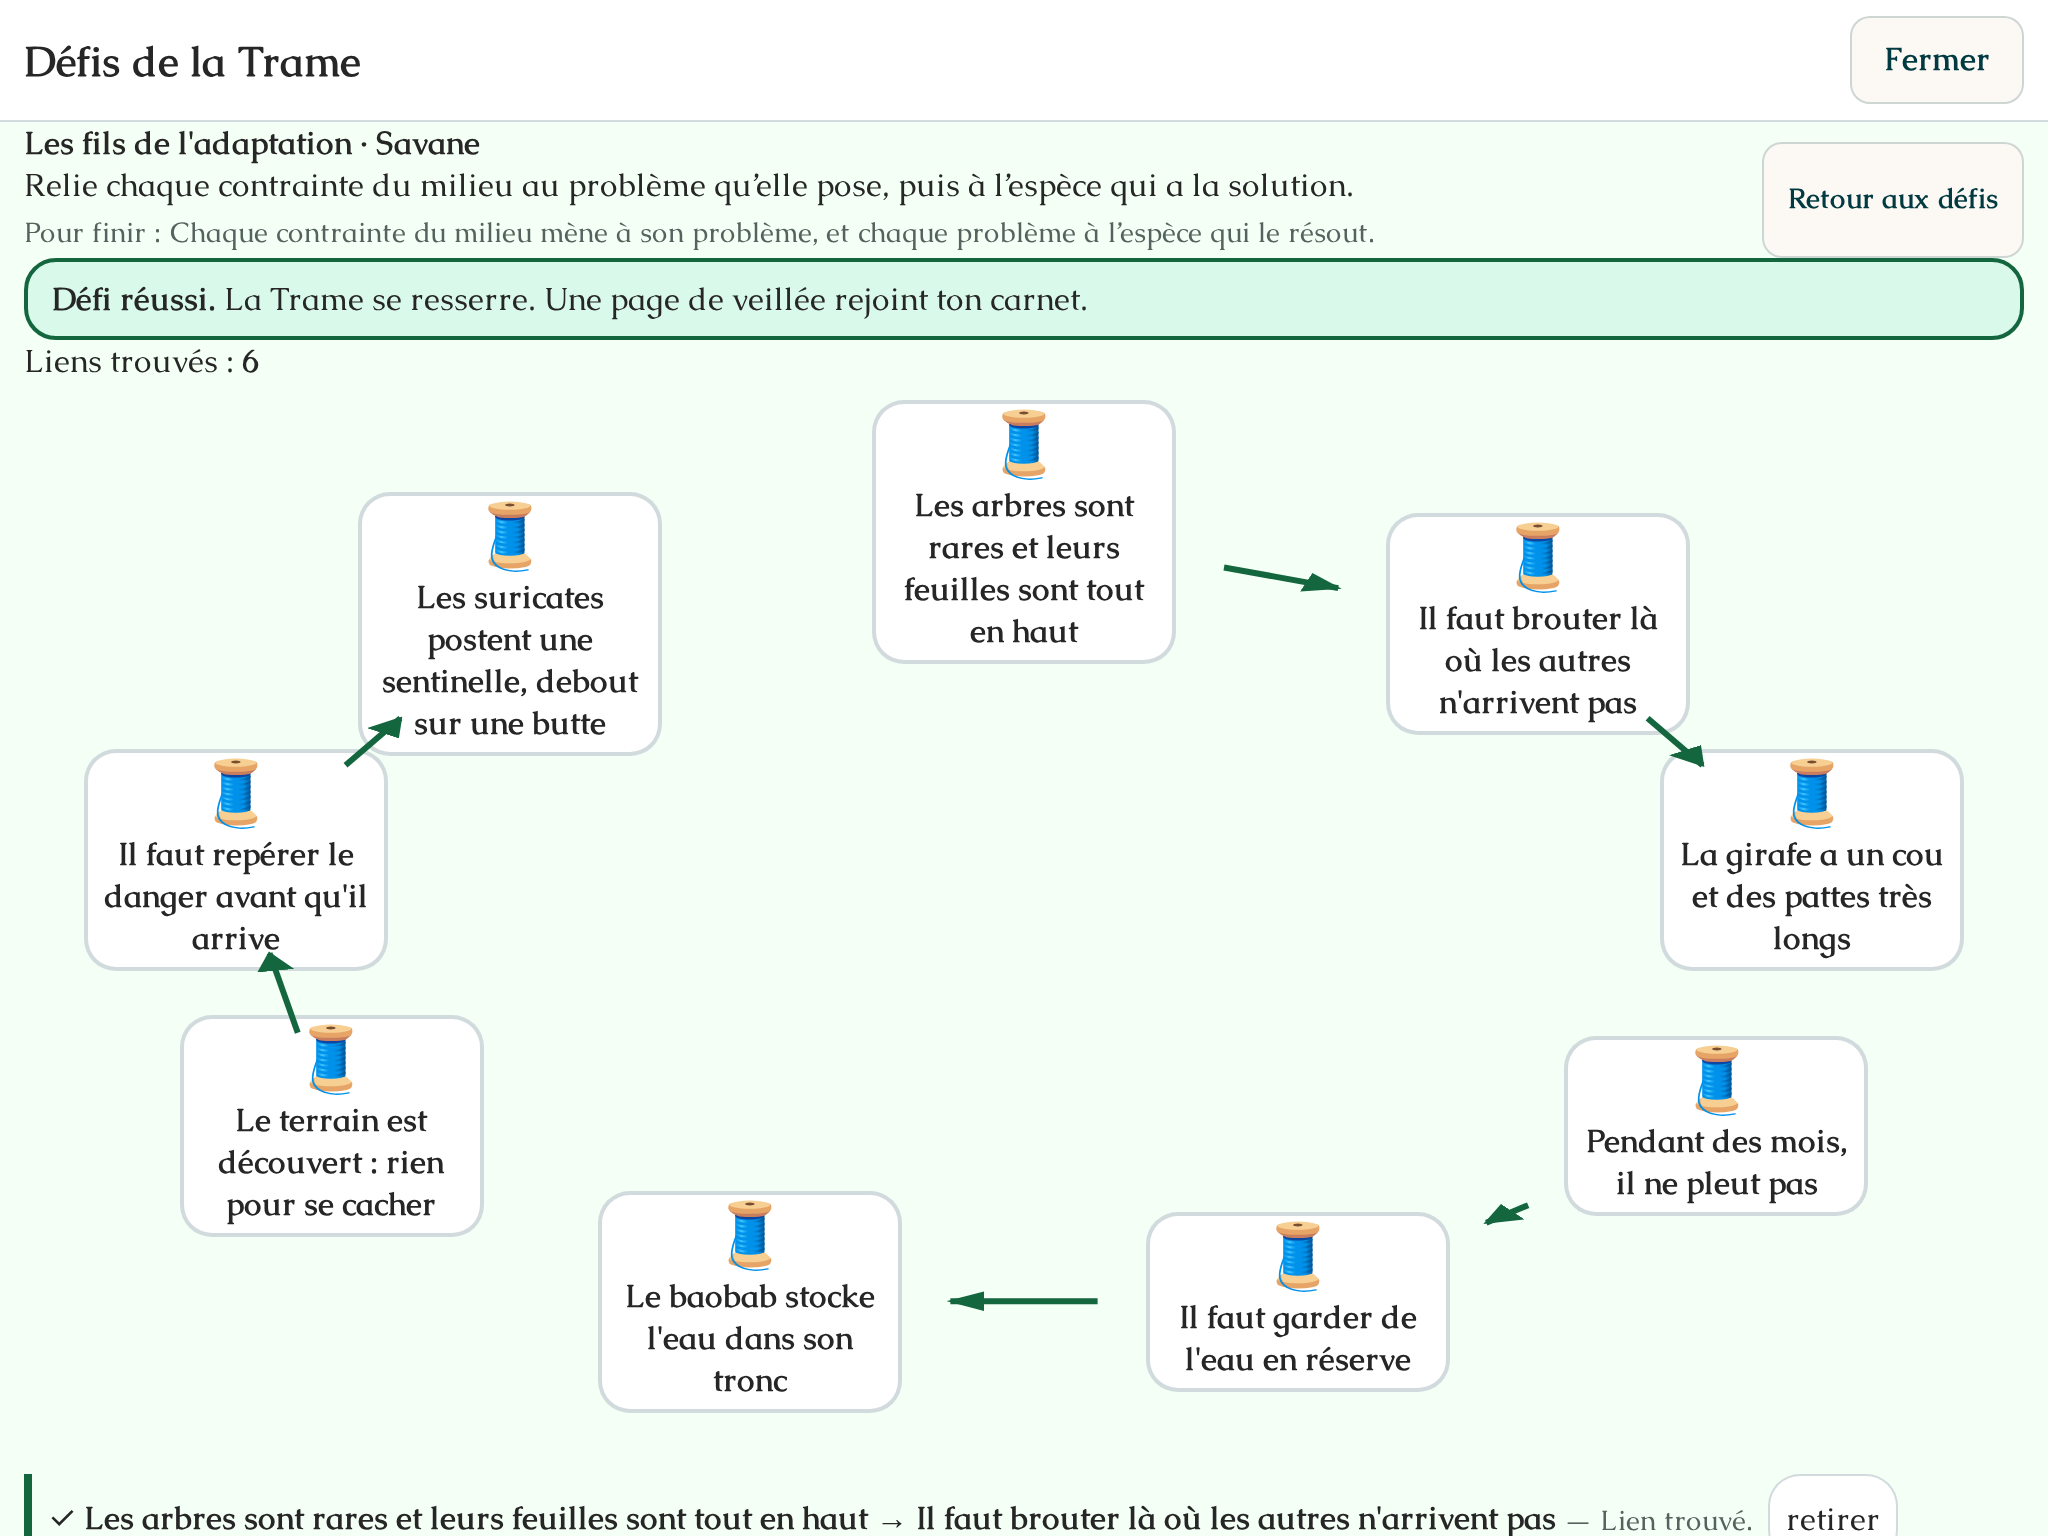 Défis de la Trame
Fermer
Les fils de l'adaptation · Savane
Relie chaque contrainte du milieu au problème qu’elle pose, puis à l’espèce qui a la solution.
Pour finir : Chaque contrainte du milieu mène à son problème, et chaque problème à l’espèce qui le résout.
Retour aux défis
Défi réussi. La Trame se resserre. Une page de veillée rejoint ton carnet.
Liens trouvés : 6
Les arbres sont
rares et leurs
feuilles sont tout
en haut
Il faut brouter là
où les autres
n'arrivent pas
La girafe a un cou
et des pattes très
longs
Pendant des mois,
il ne pleut pas
Il faut garder de
l'eau en réserve
Le baobab stocke
l'eau dans son
tronc
Le terrain est
découvert : rien
pour se cacher
Il faut repérer le
danger avant qu'il
arrive
Les suricates
postent une
sentinelle, debout
sur une butte
✓ Les arbres sont rares et leurs feuilles sont tout en haut → Il faut brouter là où les autres n'arrivent pas — Lien trouvé. retirer